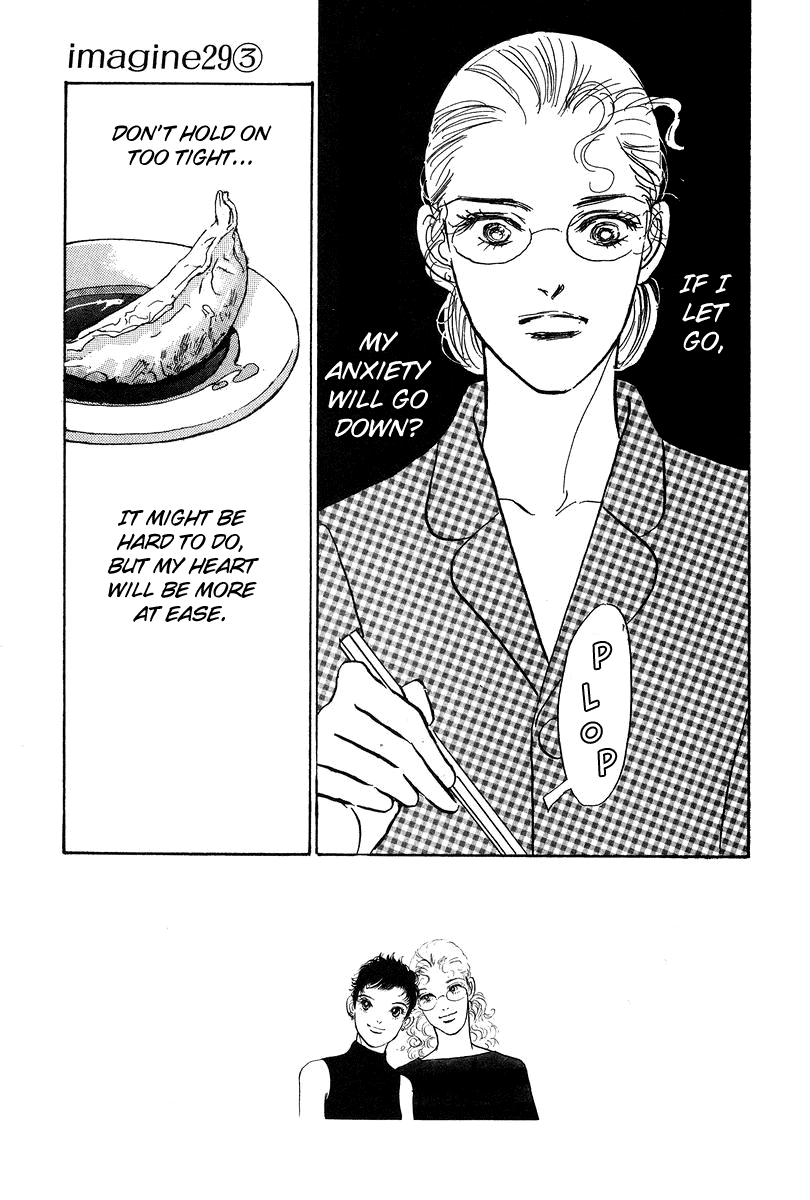 imagine29③
IF I
LET
GO,
MY
ANXIETY
WILL GO
DOWN?
PLOP
DON'T HOLD ON
TOO TIGHT...
IT MIGHT BE
HARD TO DO,
BUT MY HEART
WILL BE MORE
AT EASE.